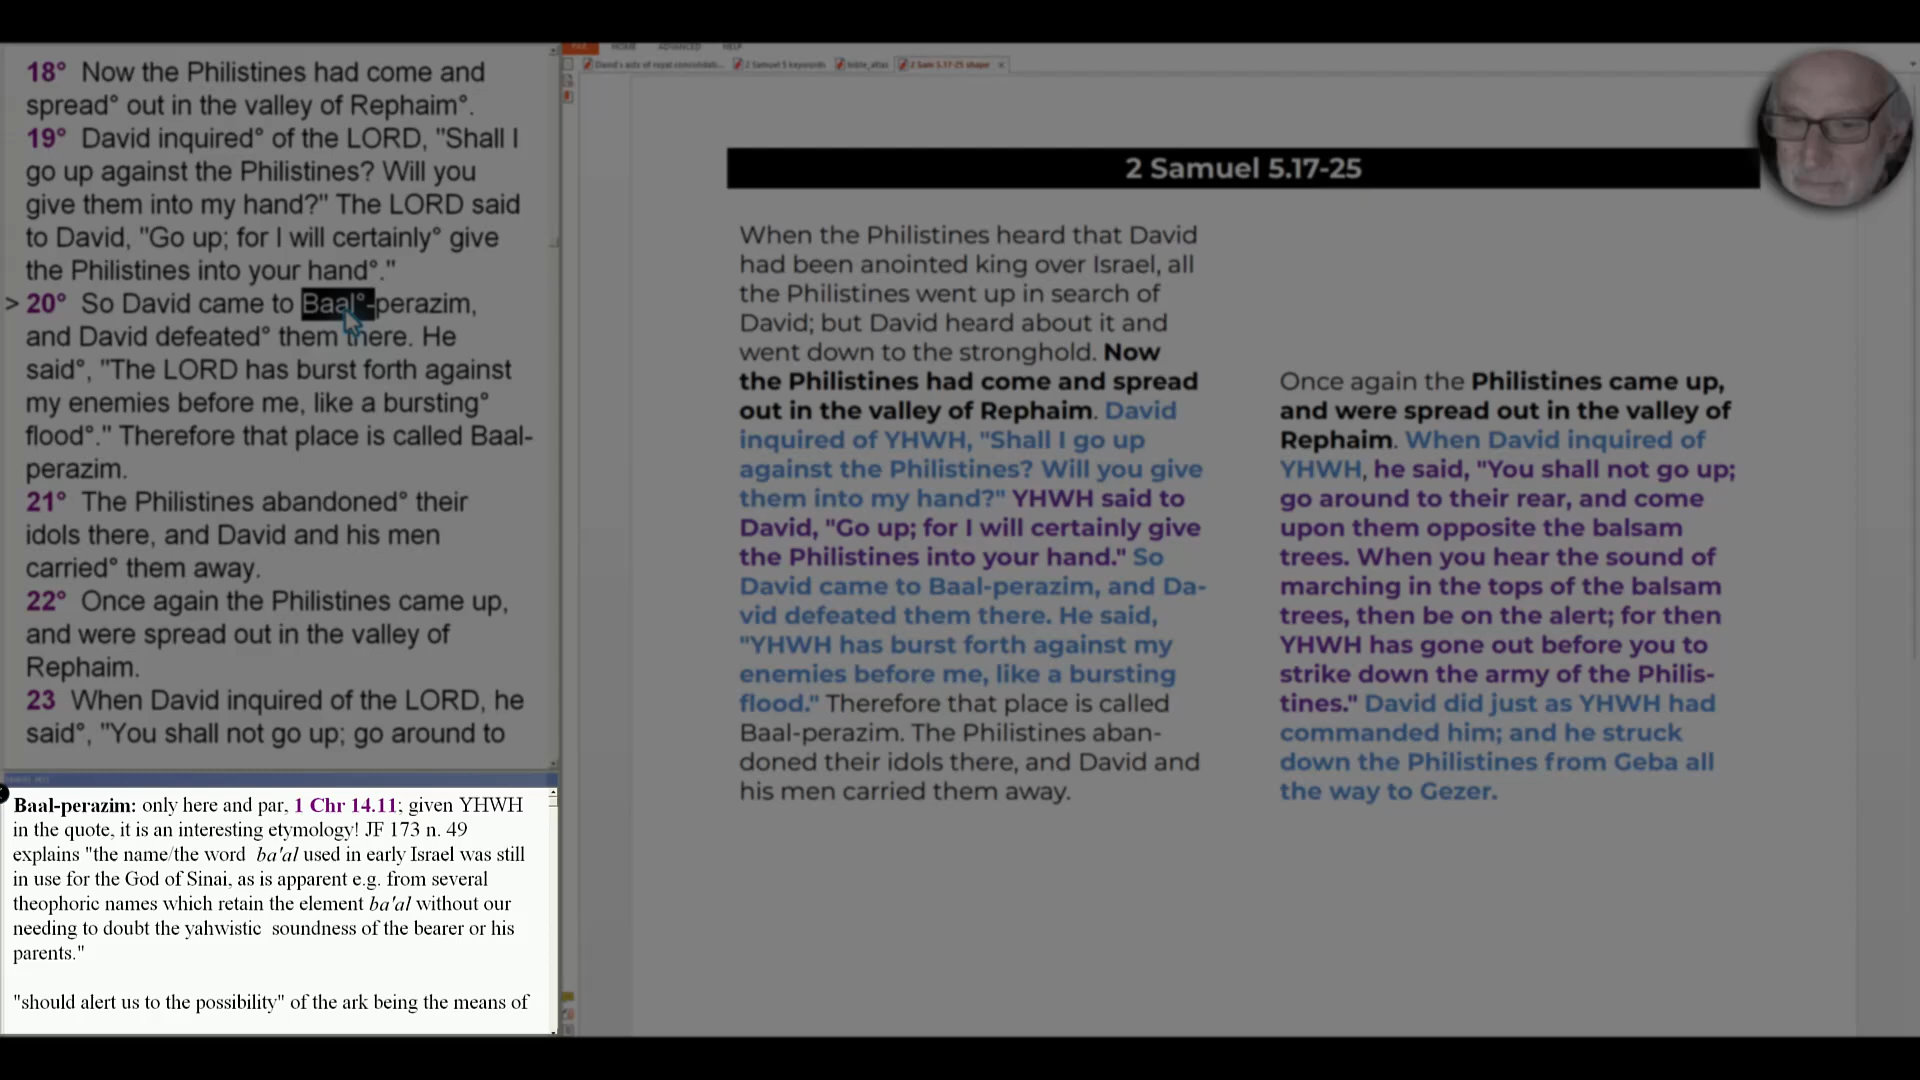 18° Now the Philistines had come and
spread° out in the valley of Rephaim°.
19° David inquired° of the LORD, "Shall I
go up against the Philistines? Will you
give them into my hand?" The LORD said
to David, "Go up; for I will certainly° give
the Philistines into your hand°."
> 20° So David came to Baal°-perazim,
and David defeated° them there. He
said°, "The LORD has burst forth against
my enemies before me, like a bursting°
flood°." Therefore that place is called Baal-
perazim.
21° The Philistines abandoned° their
idols there, and David and his men
carried° them away.
22° Once again the Philistines came up,
and were spread out in the valley of
Rephaim.
23 When David inquired of the LORD, he
said°, "You shall not go up; go around to
Baal-perazim: only here and par, 1 Chr 14.11; given YHWH
in the quote, it is an interesting etymology! JF 173 n. 49
explains "the name/the word ba'al used in early Israel was still
in use for the God of Sinai, as is apparent e.g. from several
theophoric names which retain the element ba'al without our
needing to doubt the yahwistic soundness of the bearer or his
parents."
"should alert us to the possibility" of the ark being the means of
HOME ADVANCED HELP
David's acts of royal consolidati... 2 Samuel 5 keywords bible_atlas 2 Sam 5.17-25 shape
2 Samuel 5.17-25
When the Philistines heard that David
had been anointed king over Israel, all
the Philistines went up in search of
David; but David heard about it and
went down to the stronghold. Now
the Philistines had come and spread
out in the valley of Rephaim. David
inquired of YHWH, "Shall I go up
against the Philistines? Will you give
them into my hand?" YHWH said to
David, "Go up; for I will certainly give
the Philistines into your hand." So
David came to Baal-perazim, and Da-
vid defeated them there. He said,
"YHWH has burst forth against my
enemies before me, like a bursting
flood." Therefore that place is called
Baal-perazim. The Philistines aban-
doned their idols there, and David and
his men carried them away.
Once again the Philistines came up,
and were spread out in the valley of
Rephaim. When David inquired of
YHWH, he said, "You shall not go up;
go around to their rear, and come
upon them opposite the balsam
trees. When you hear the sound of
marching in the tops of the balsam
trees, then be on the alert; for then
YHWH has gone out before you to
strike down the army of the Philis-
tines." David did just as YHWH had
commanded him; and he struck
down the Philistines from Geba all
the way to Gezer.